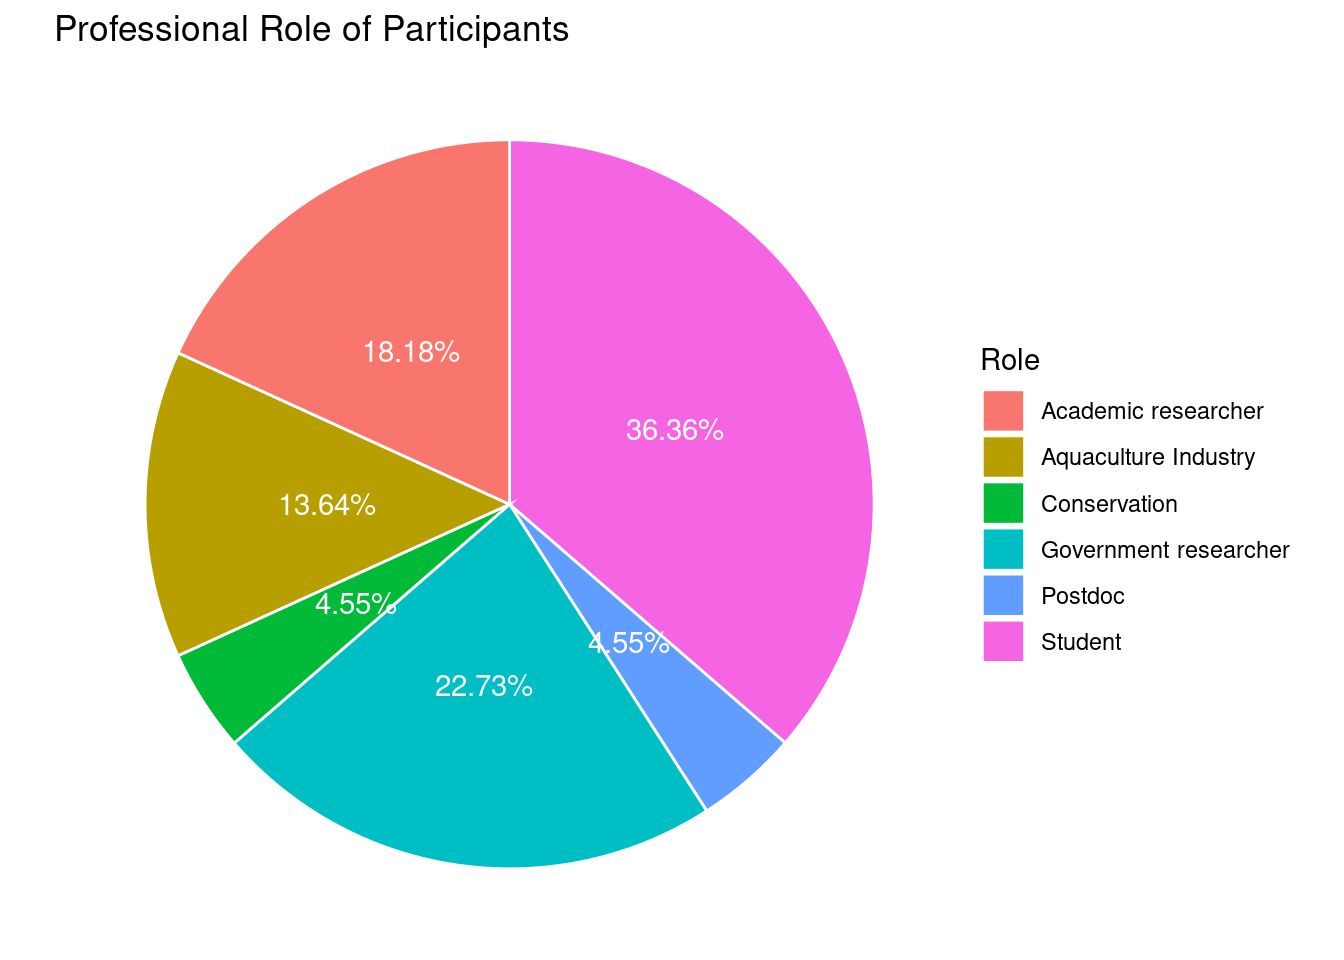 Professional Role of Participants
18.18%
36.36%
13.64%
4.55%
4.55%
22.73%
Role
Academic researcher
Aquaculture Industry
Conservation
Government researcher
Postdoc
Student